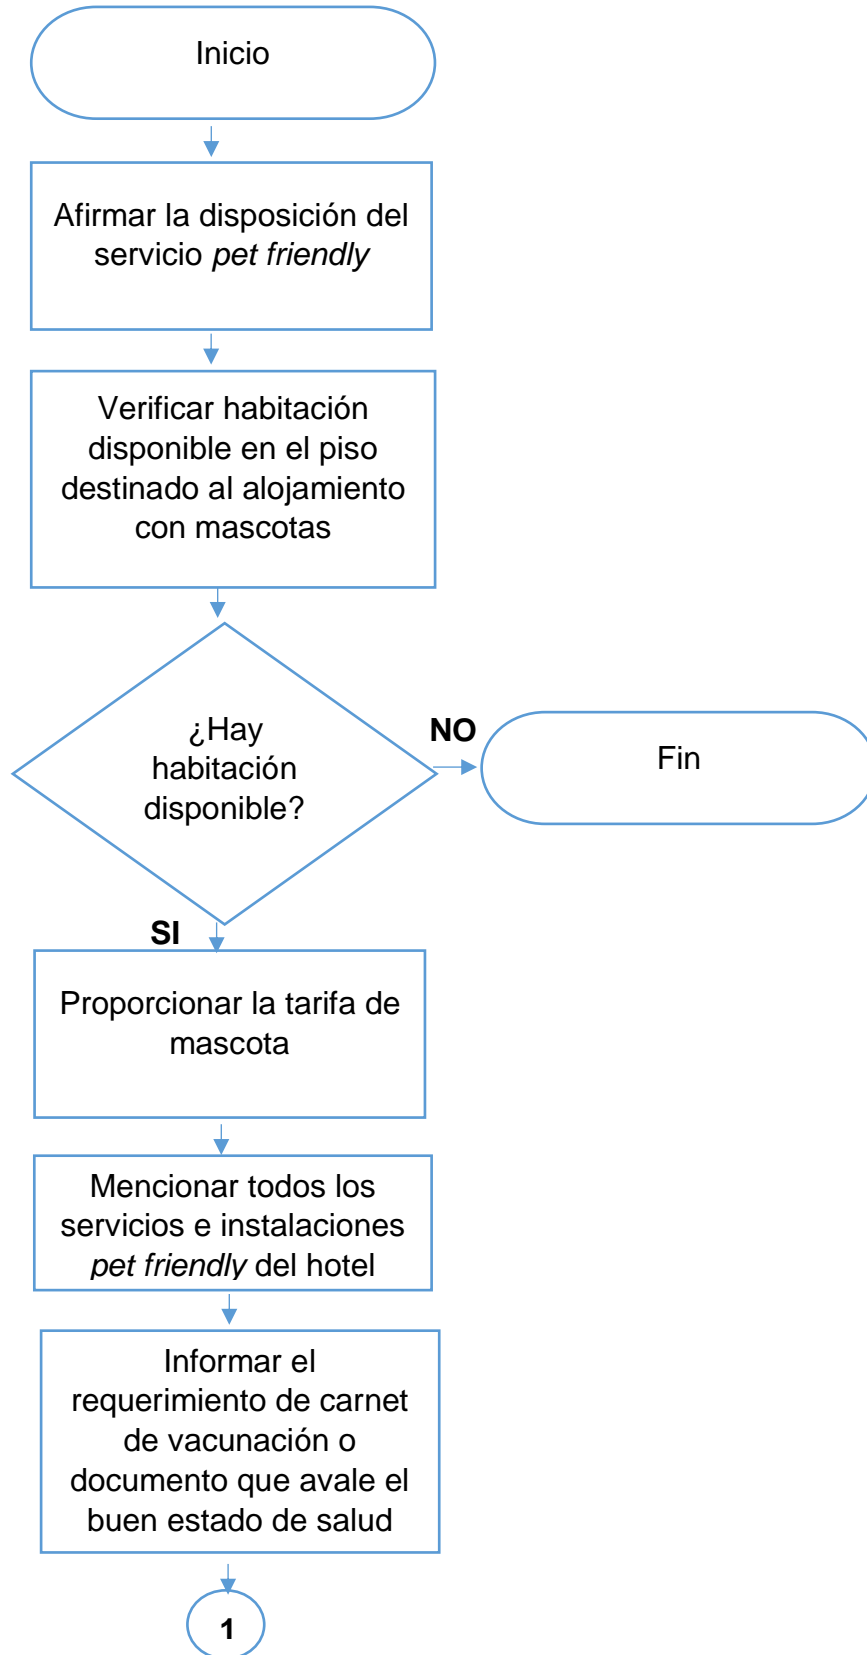 Inicio
Afirmar la disposición del
servicio pet friendly
Verificar habitación
disponible en el piso
destinado al alojamiento
con mascotas
¿Hay
habitación
disponible?
NO
Fin
SI
Proporcionar la tarifa de
mascota
Mencionar todos los
servicios e instalaciones
pet friendly del hotel
Informar el
requerimiento de carnet
de vacunación o
documento que avale el
buen estado de salud
1